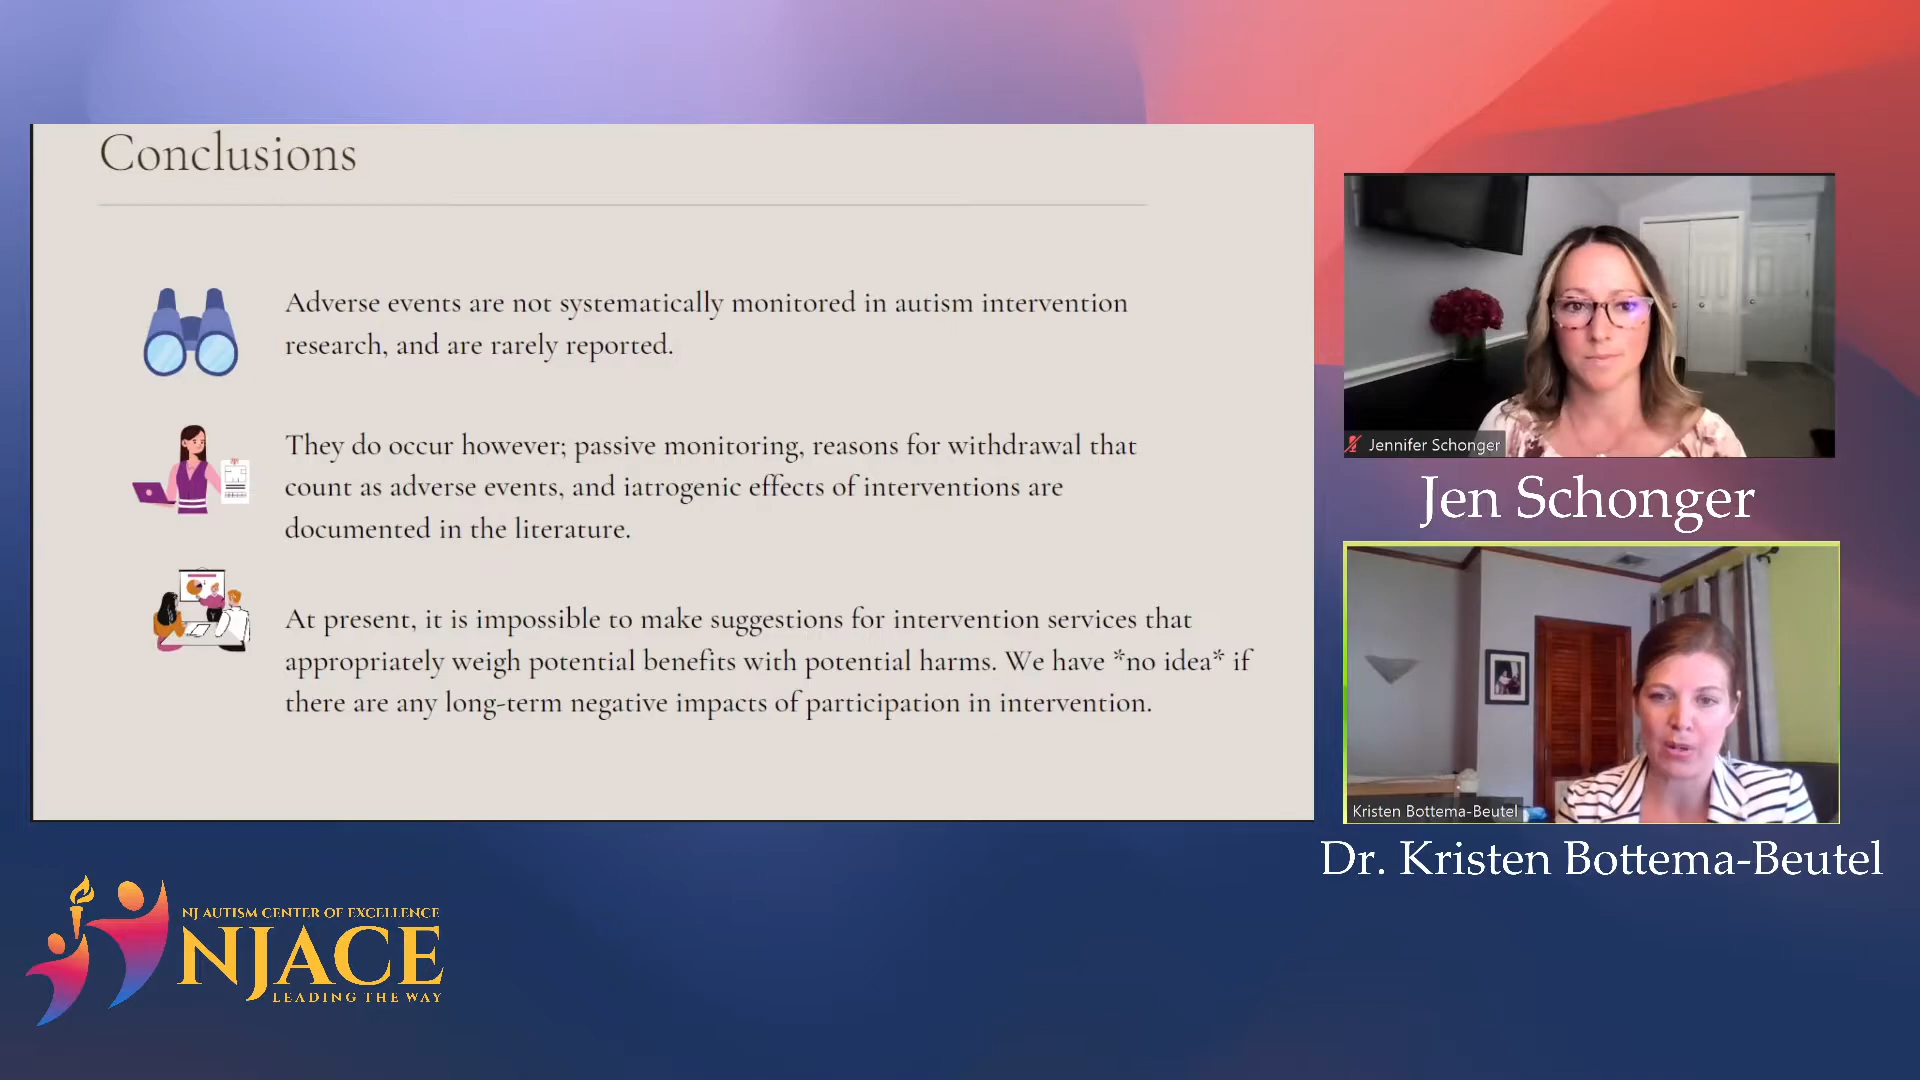 Conclusions
Adverse events are not systematically monitored in autism intervention
research, and are rarely reported.
They do occur however; passive monitoring, reasons for withdrawal that
count as adverse events, and iatrogenic effects of interventions are
documented in the literature.
At present, it is impossible to make suggestions for intervention services that
appropriately weigh potential benefits with potential harms. We have *no idea* if
there are any long-term negative impacts of participation in intervention.
Jennifer Schonger
Jen Schonger
Kristen Bottema-Beutel
Dr. Kristen Bottema-Beutel
NJ AUTISM CENTER OF EXCELLENCE
NJACE
LEADING THE WAY